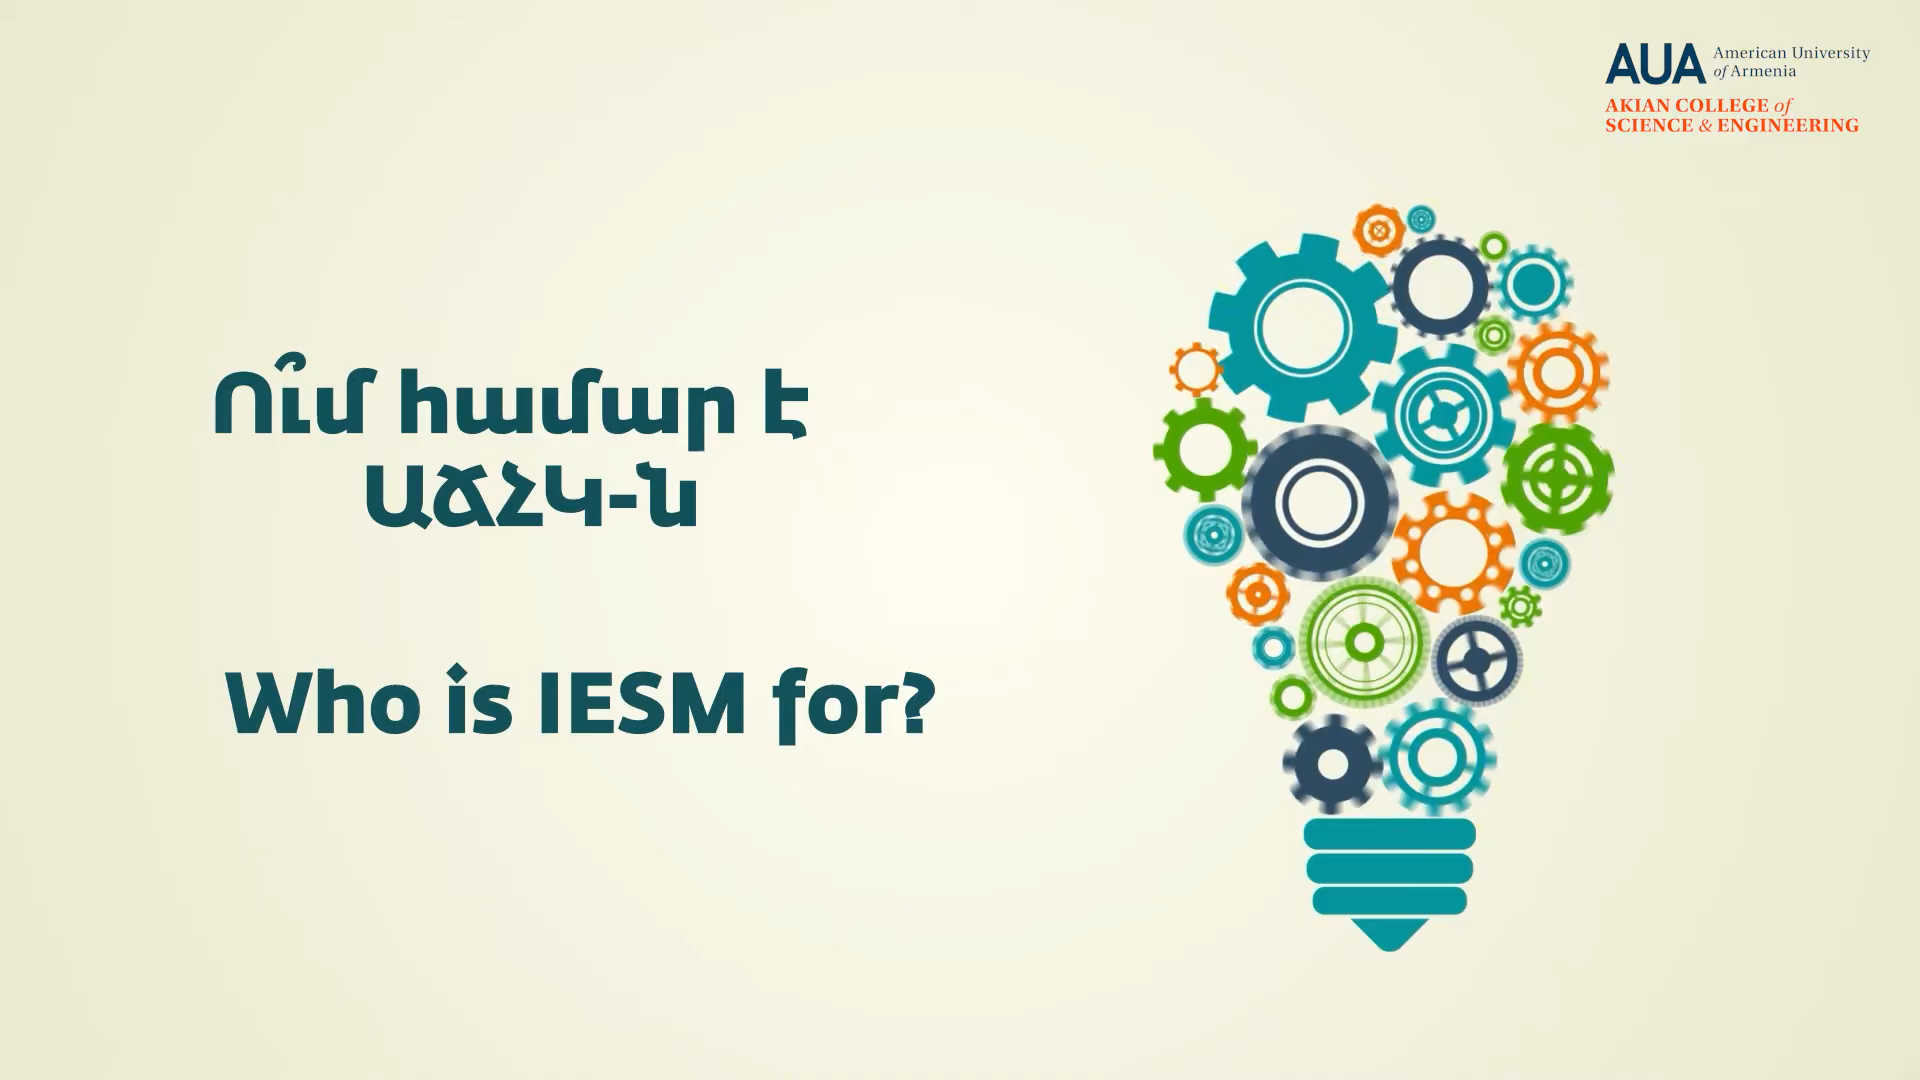 AUA American University
of Armenia
AKIAN COLLEGE of
SCIENCE & ENGINEERING
Ո՞ւմ համար է
ԱՃՀԿ-ն
Who is IESM for?